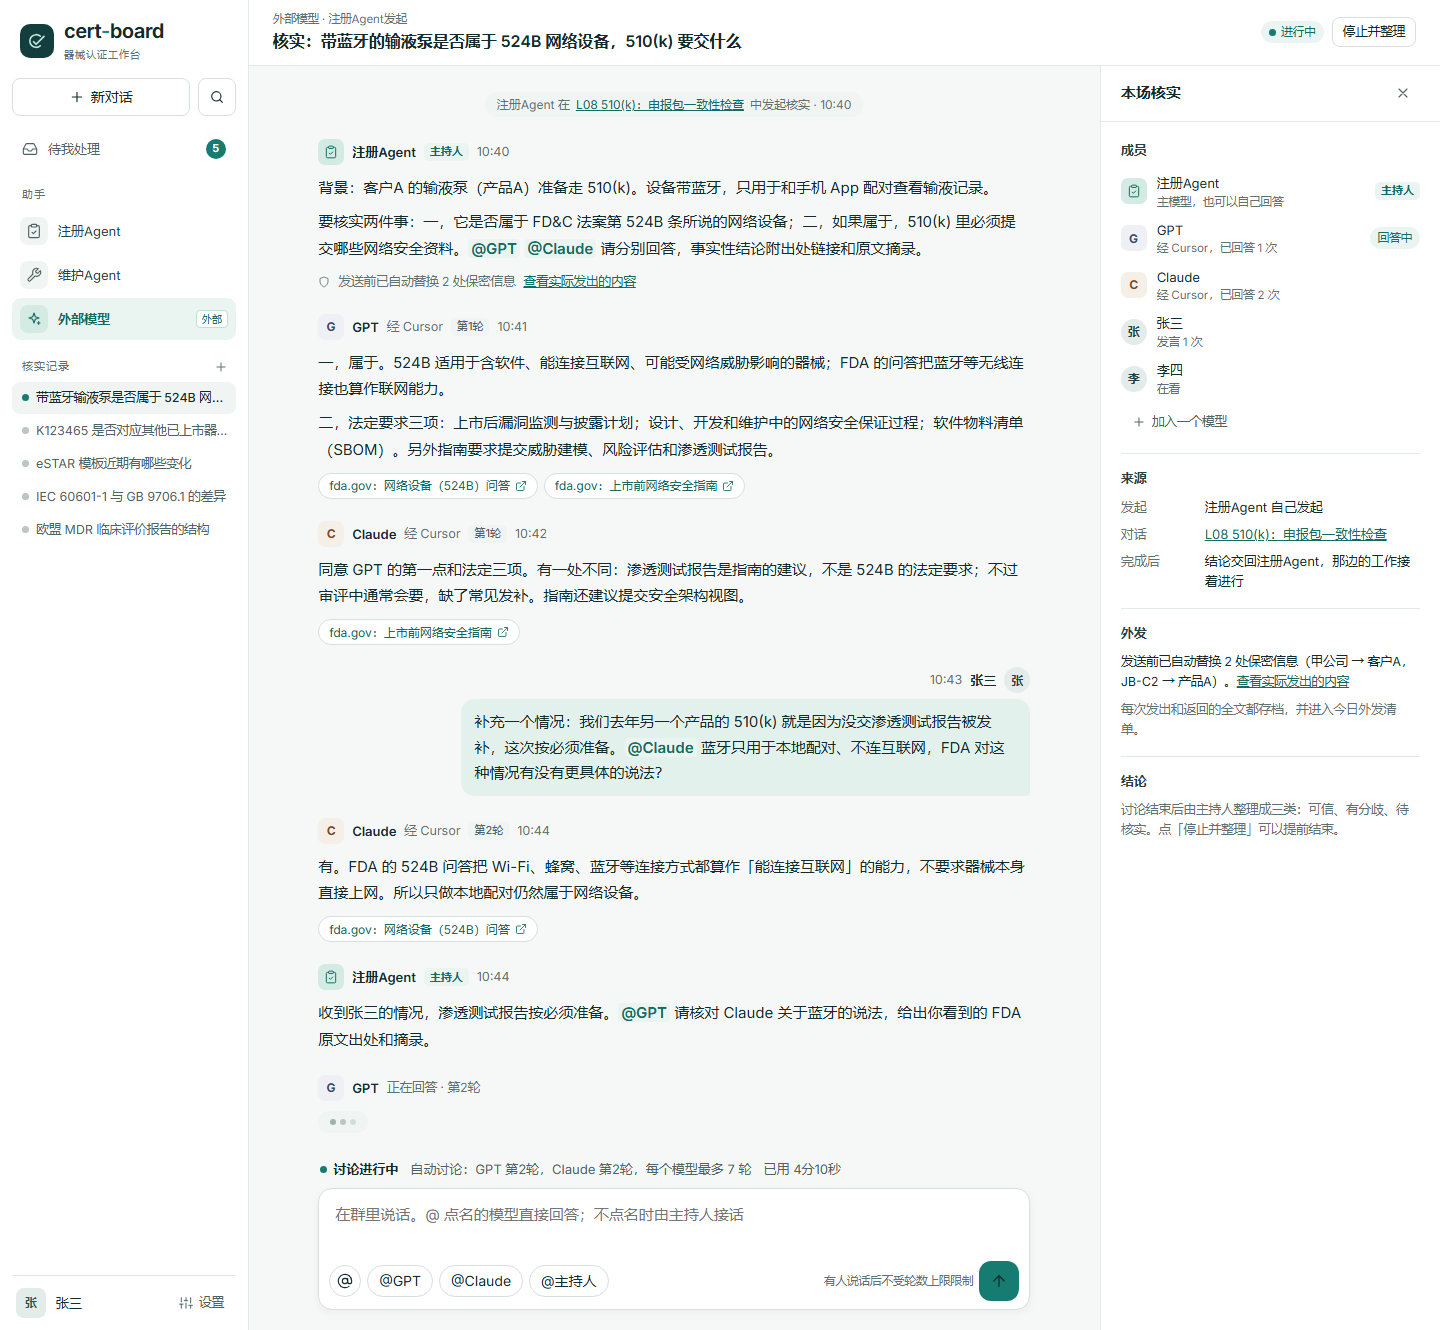 cert-board
器械认证工作台
新对话
待我处理
5
助手
注册Agent
维护Agent
外部模型
外部
核实记录
带蓝牙输液泵是否属于 524B 网...
K123465 是否对应其他已上市器...
eSTAR 模板近期有哪些变化
IEC 60601-1 与 GB 9706.1 的差异
欧盟 MDR 临床评价报告的结构
张
张三
设置
外部模型 · 注册Agent发起
核实：带蓝牙的输液泵是否属于 524B 网络设备，510(k) 要交什么
进行中
停止并整理
注册Agent 在 L08 510(k)：申报包一致性检查 中发起核实 · 10:40
注册Agent 主持人 10:40
背景：客户A 的输液泵（产品A）准备走 510(k)。设备带蓝牙，只用于和手机 App 配对查看输液记录。
要核实两件事：一，它是否属于 FD&C 法案第 524B 条所说的网络设备；二，如果属于，510(k) 里必须提
交哪些网络安全资料。@GPT @Claude 请分别回答，事实性结论附出处链接和原文摘录。
发送前已自动替换 2 处保密信息 查看实际发出的内容
G GPT 经 Cursor 第1轮 10:41
一，属于。524B 适用于含软件、能连接互联网、可能受网络威胁影响的器械；FDA 的问答把蓝牙等无线连
接也算作联网能力。
二，法定要求三项：上市后漏洞监测与披露计划；设计、开发和维护中的网络安全保证过程；软件物料清单
（SBOM）。另外指南要求提交威胁建模、风险评估和渗透测试报告。
fda.gov：网络设备（524B）问答
fda.gov：上市前网络安全指南
C Claude 经 Cursor 第1轮 10:42
同意 GPT 的第一点和法定三项。有一处不同：渗透测试报告是指南的建议，不是 524B 的法定要求；不过
审评中通常会要，缺了常见发补。指南还建议提交安全架构视图。
fda.gov：上市前网络安全指南
10:43 张三 张
补充一个情况：我们去年另一个产品的 510(k) 就是因为没交渗透测试报告被发
补，这次按必须准备。@Claude 蓝牙只用于本地配对、不连互联网，FDA 对这
种情况有没有更具体的说法？
C Claude 经 Cursor 第2轮 10:44
有。FDA 的 524B 问答把 Wi-Fi、蜂窝、蓝牙等连接方式都算作「能连接互联网」的能力，不要求器械本身
直接上网。所以只做本地配对仍然属于网络设备。
fda.gov：网络设备（524B）问答
注册Agent 主持人 10:44
收到张三的情况，渗透测试报告按必须准备。@GPT 请核对 Claude 关于蓝牙的说法，给出你看到的 FDA
原文出处和摘录。
G GPT 正在回答 · 第2轮
讨论进行中 自动讨论：GPT 第2轮，Claude 第2轮，每个模型最多 7 轮 已用 4分10秒
在群里说话。@ 点名的模型直接回答；不点名时由主持人接话
@ @GPT @Claude @主持人
有人说话后不受轮数上限限制
本场核实
成员
注册Agent
主模型，也可以自己回答
主持人
G
GPT
经 Cursor，已回答 1 次
回答中
C
Claude
经 Cursor，已回答 2 次
张
张三
发言 1 次
李
李四
在看
加入一个模型
来源
发起 注册Agent 自己发起
对话 L08 510(k)：申报包一致性检查
完成后 结论交回注册Agent，那边的工作接
着进行
外发
发送前已自动替换 2 处保密信息（甲公司 → 客户A，
JB-C2 → 产品A）。查看实际发出的内容
每次发出和返回的全文都存档，并进入今日外发清
单。
结论
讨论结束后由主持人整理成三类：可信、有分歧、待
核实。点「停止并整理」可以提前结束。